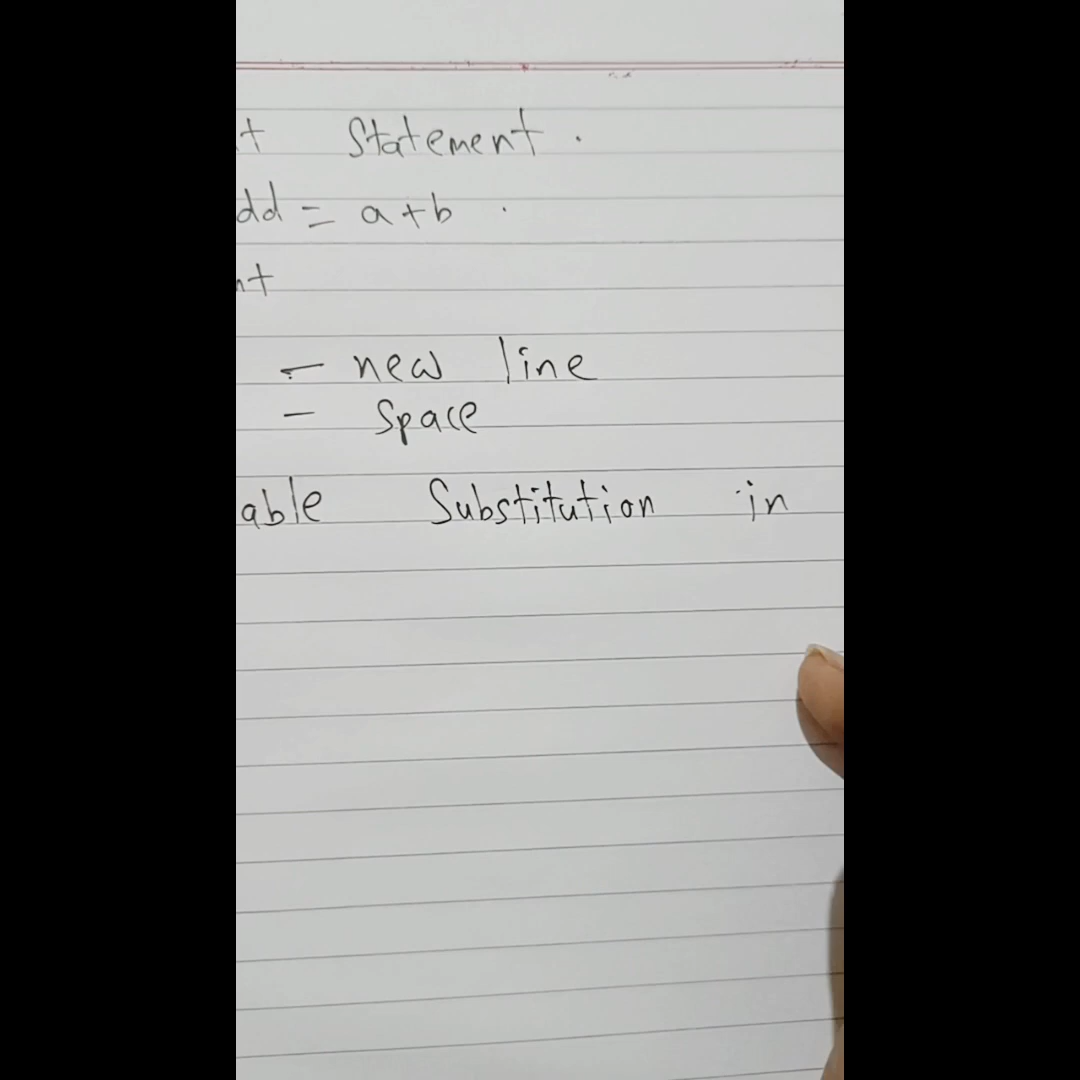 t Statement.
dd = a+b .
nt
- new line
- Space
able Substitution in